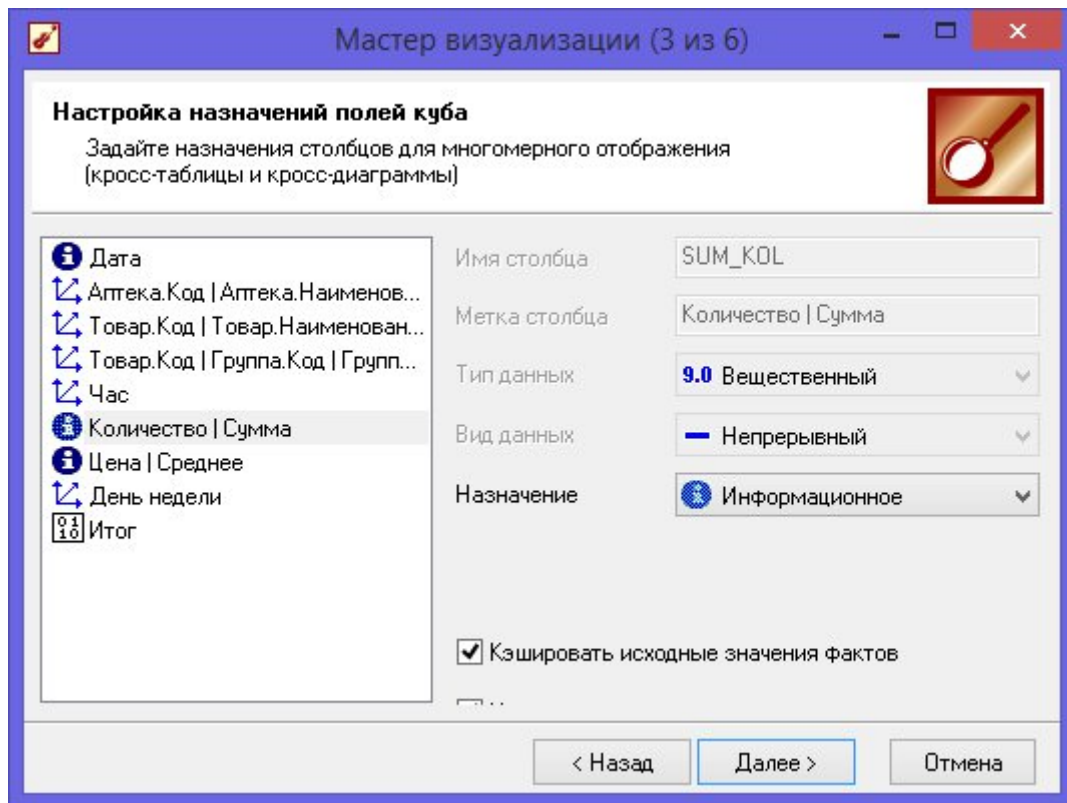 Мастер визуализации (3 из 6)
Настройка назначений полей куба
Задайте назначения столбцов для многомерного отображения
(кросс-таблицы и кросс-диаграммы)
Дата
Аптека.Код | Аптека.Наименов...
Товар.Код | Товар.Наименован...
Товар.Код | Группа.Код | Групп...
Час
Количество | Сумма
Цена | Среднее
День недели
Итог
Имя столбца
SUM_KOL
Метка столбца
Количество | Сумма
Тип данных
9.0 Вещественный
Вид данных
Непрерывный
Назначение
Информационное
Кэшировать исходные значения фактов
< Назад
Далее >
Отмена